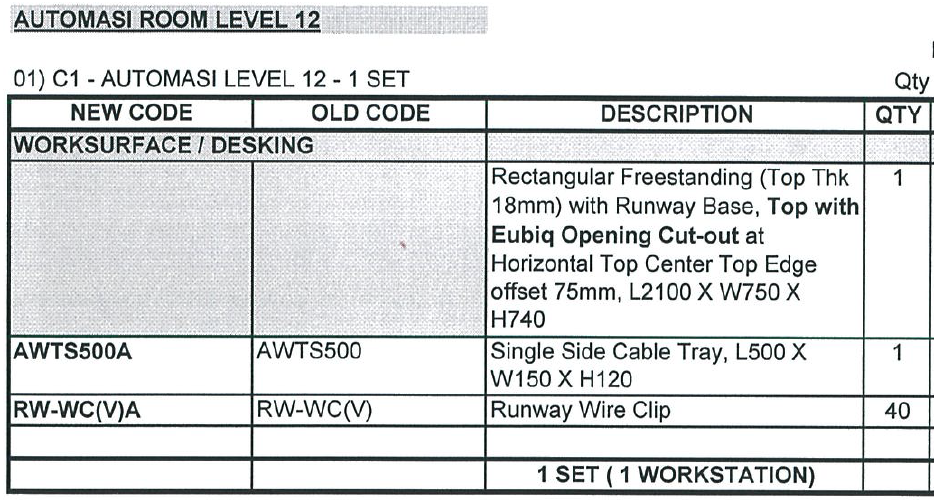 AUTOMASI ROOM LEVEL 12
01) C1 - AUTOMASI LEVEL 12 - 1 SET
Qty
NEW CODE OLD CODE DESCRIPTION QTY
WORKSURFACE / DESKING
Rectangular Freestanding (Top Thk 1
18mm) with Runway Base, Top with
Eubiq Opening Cut-out at
Horizontal Top Center Top Edge
offset 75mm, L2100 X W750 X
H740
AWTS500A AWTS500 Single Side Cable Tray, L500 X 1
W150 X H120
RW-WC(V)A RW-WC(V) Runway Wire Clip 40
1 SET ( 1 WORKSTATION)